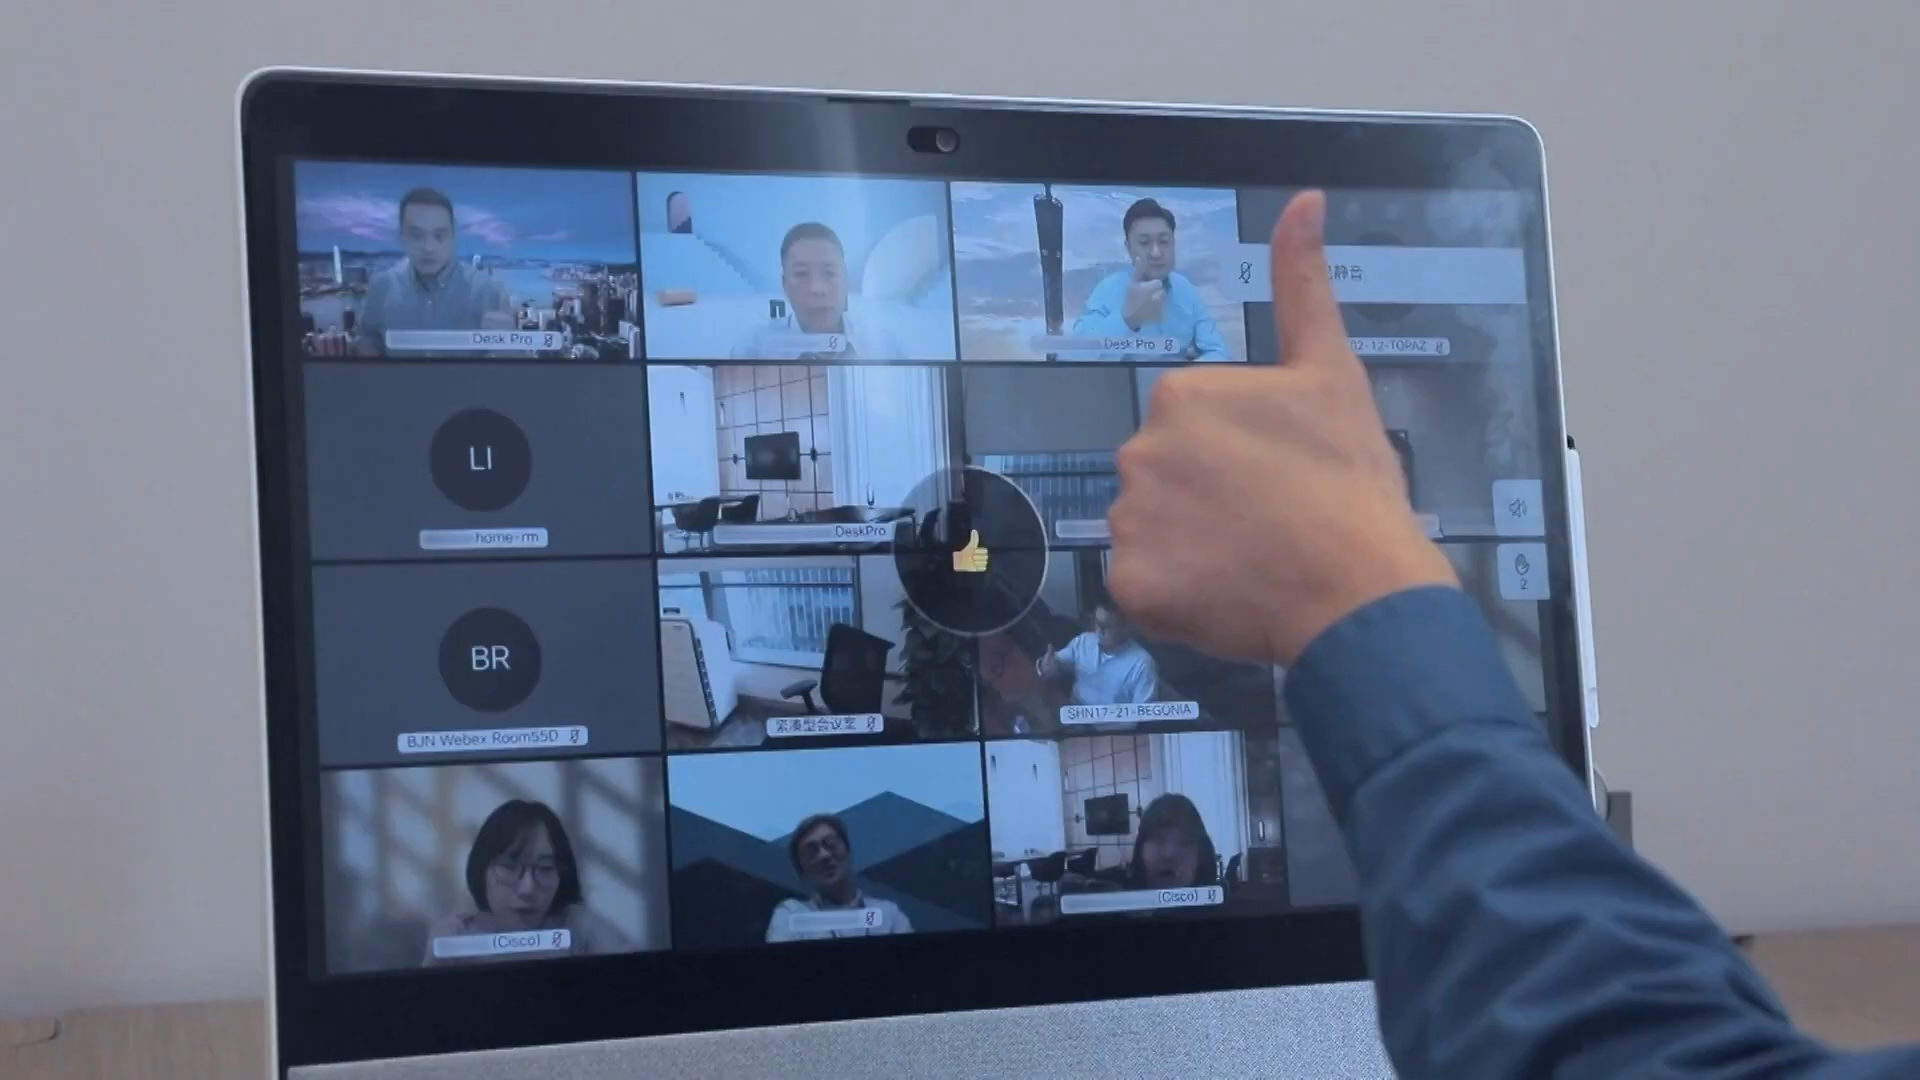 Desk Pro
Desk Pro
静音
02-12-TOPAZ
LI
home-rm
DeskPro
2
BR
BJN Webex Room55D
紧凑型会议室
SHN17-21-BEGONIA
(Cisco)
(Cisco)